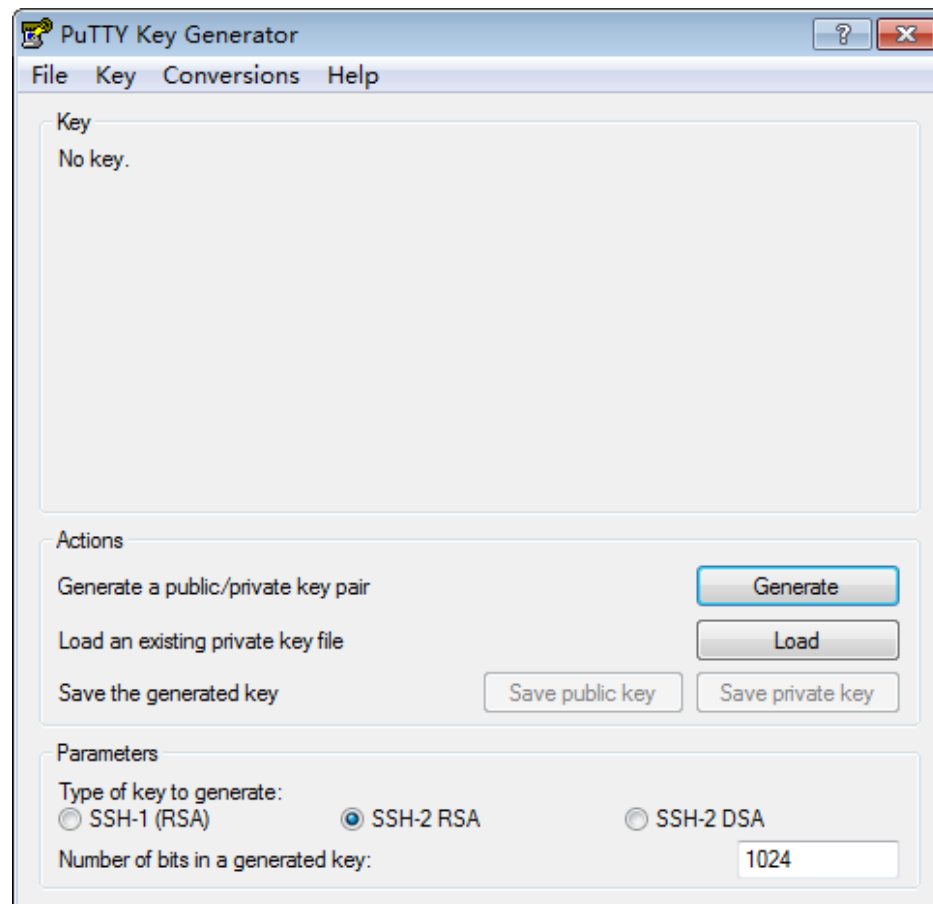 PuTTY Key Generator
File Key Conversions Help
Key
No key.
Actions
Generate a public/private key pair
Generate
Load an existing private key file
Load
Save the generated key
Save public key
Save private key
Parameters
Type of key to generate:
SSH-1 (RSA)
SSH-2 RSA
SSH-2 DSA
Number of bits in a generated key:
1024